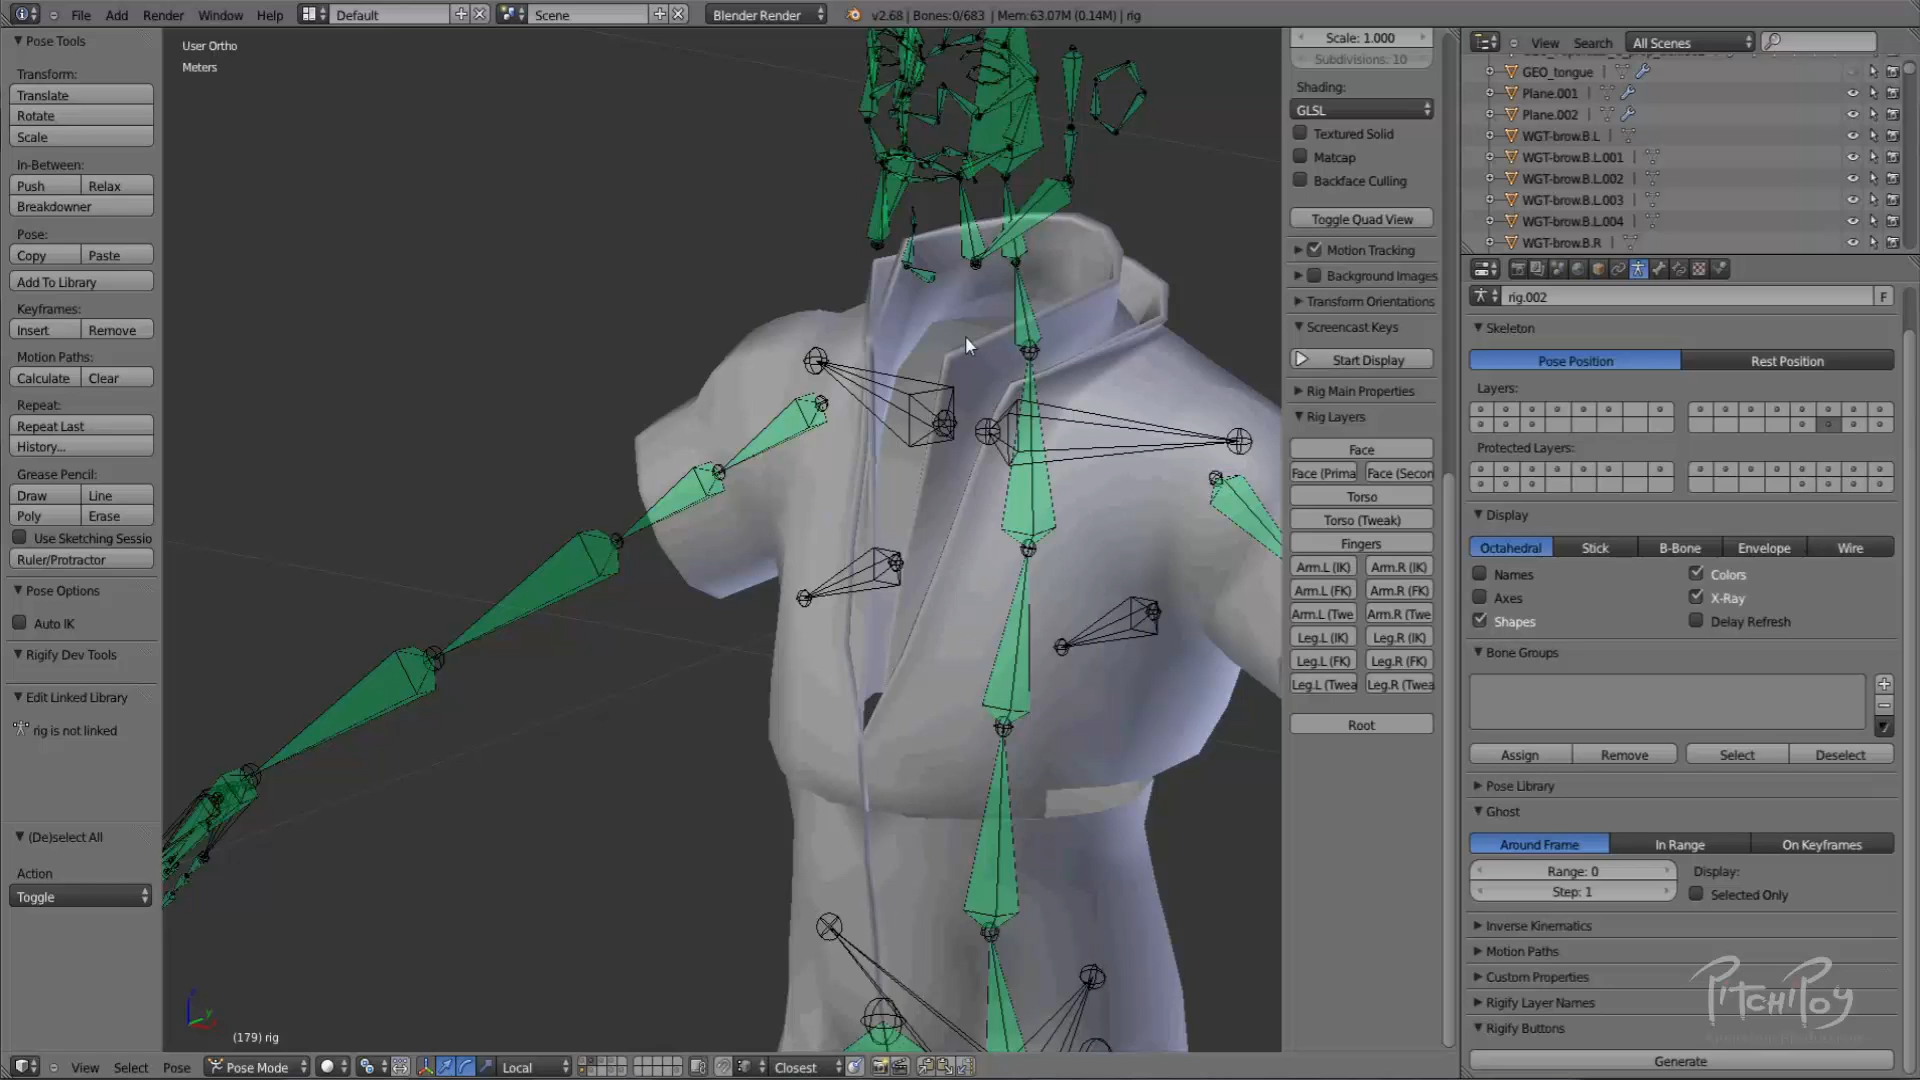 File Add Render Window Help Default Scene Blender Render v2.68 | Bones:0/683 | Mem:63.07M (0.14M) | rig
Pose Tools
Transform:
Translate
Rotate
Scale
In-Between:
Push Relax
Breakdowner
Pose:
Copy Paste
Add To Library
Keyframes:
Insert Remove
Motion Paths:
Calculate Clear
Repeat:
Repeat Last
History...
Grease Pencil:
Draw Line
Poly Erase
Use Sketching Sessio
Ruler/Protractor
Pose Options
Auto IK
Rigify Dev Tools
Edit Linked Library
rig is not linked
(De)select All
Action
Toggle
User Ortho
Meters
(179) rig
View Select Pose Pose Mode Local Closest
Scale: 1.000
Subdivisions: 10
Shading:
GLSL
Textured Solid
Matcap
Backface Culling
Toggle Quad View
Motion Tracking
Background Images
Transform Orientations
Screencast Keys
Start Display
Rig Main Properties
Rig Layers
Face
Face (Prima Face (Secon
Torso
Torso (Tweak)
Fingers
Arm.L (IK) Arm.R (IK)
Arm.L (FK) Arm.R (FK)
Arm.L (Twe Arm.R (Twe
Leg.L (IK) Leg.R (IK)
Leg.L (FK) Leg.R (FK)
Leg.L (Twea Leg.R (Twea
Root
View Search All Scenes
GEO_tongue
Plane.001
Plane.002
WGT-brow.B.L
WGT-brow.B.L.001
WGT-brow.B.L.002
WGT-brow.B.L.003
WGT-brow.B.L.004
WGT-brow.B.R
rig.002 F
Skeleton
Pose Position Rest Position
Layers:
Protected Layers:
Display
Octahedral Stick B-Bone Envelope Wire
Names Colors
Axes X-Ray
Shapes Delay Refresh
Bone Groups
Assign Remove Select Deselect
Pose Library
Ghost
Around Frame In Range On Keyframes
Range: 0 Display:
Step: 1 Selected Only
Inverse Kinematics
Motion Paths
Custom Properties
Rigify Layer Names
Rigify Buttons
Generate
PitchiPoy